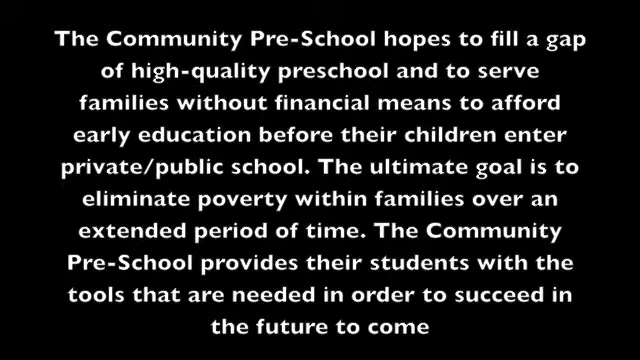 The Community Pre-School hopes to fill a gap
of high-quality preschool and to serve
families without financial means to afford
early education before their children enter
private/public school. The ultimate goal is to
eliminate poverty within families over an
extended period of time. The Community
Pre-School provides their students with the
tools that are needed in order to succeed in
the future to come